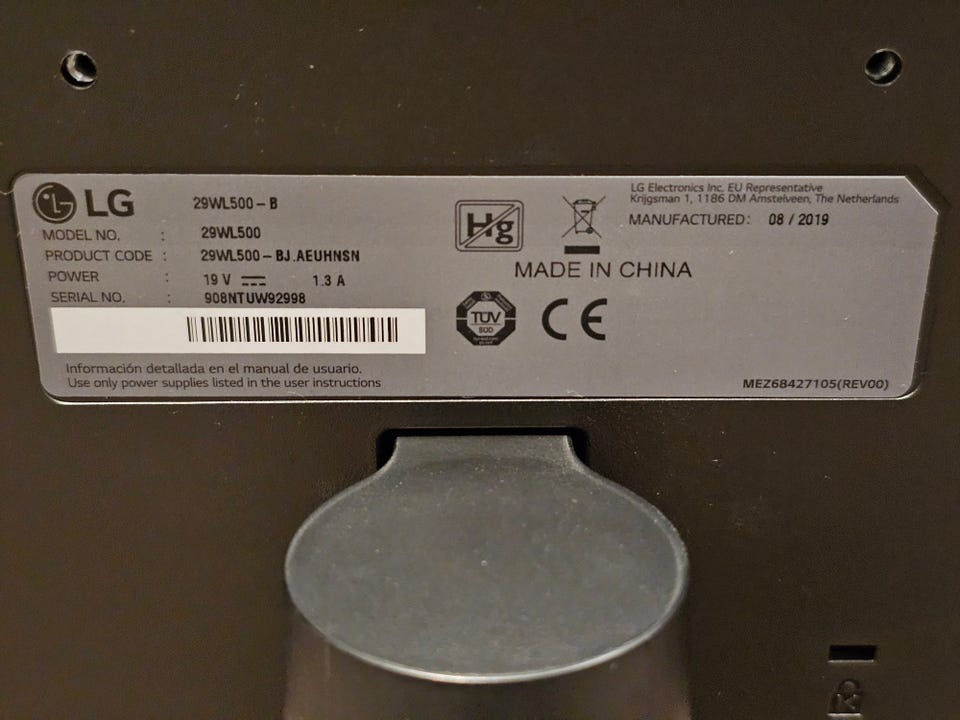 LG 29WL500-B
MODEL NO. : 29WL500
PRODUCT CODE : 29WL500-BJ.AEUHNSN
POWER 19 V 1.3 A
SERIAL NO. : 908NTUW92998
Información detallada en el manual de usuario.
Use only power supplies listed in the user instructions
Hg
LG Electronics Inc. EU Representative
Krijgsman 1, 1186 DM Amstelveen, The Netherlands
MANUFACTURED: 08 / 2019
MADE IN CHINA
TÜV
SÜD
CE
MEZ68427105(REV00)
K